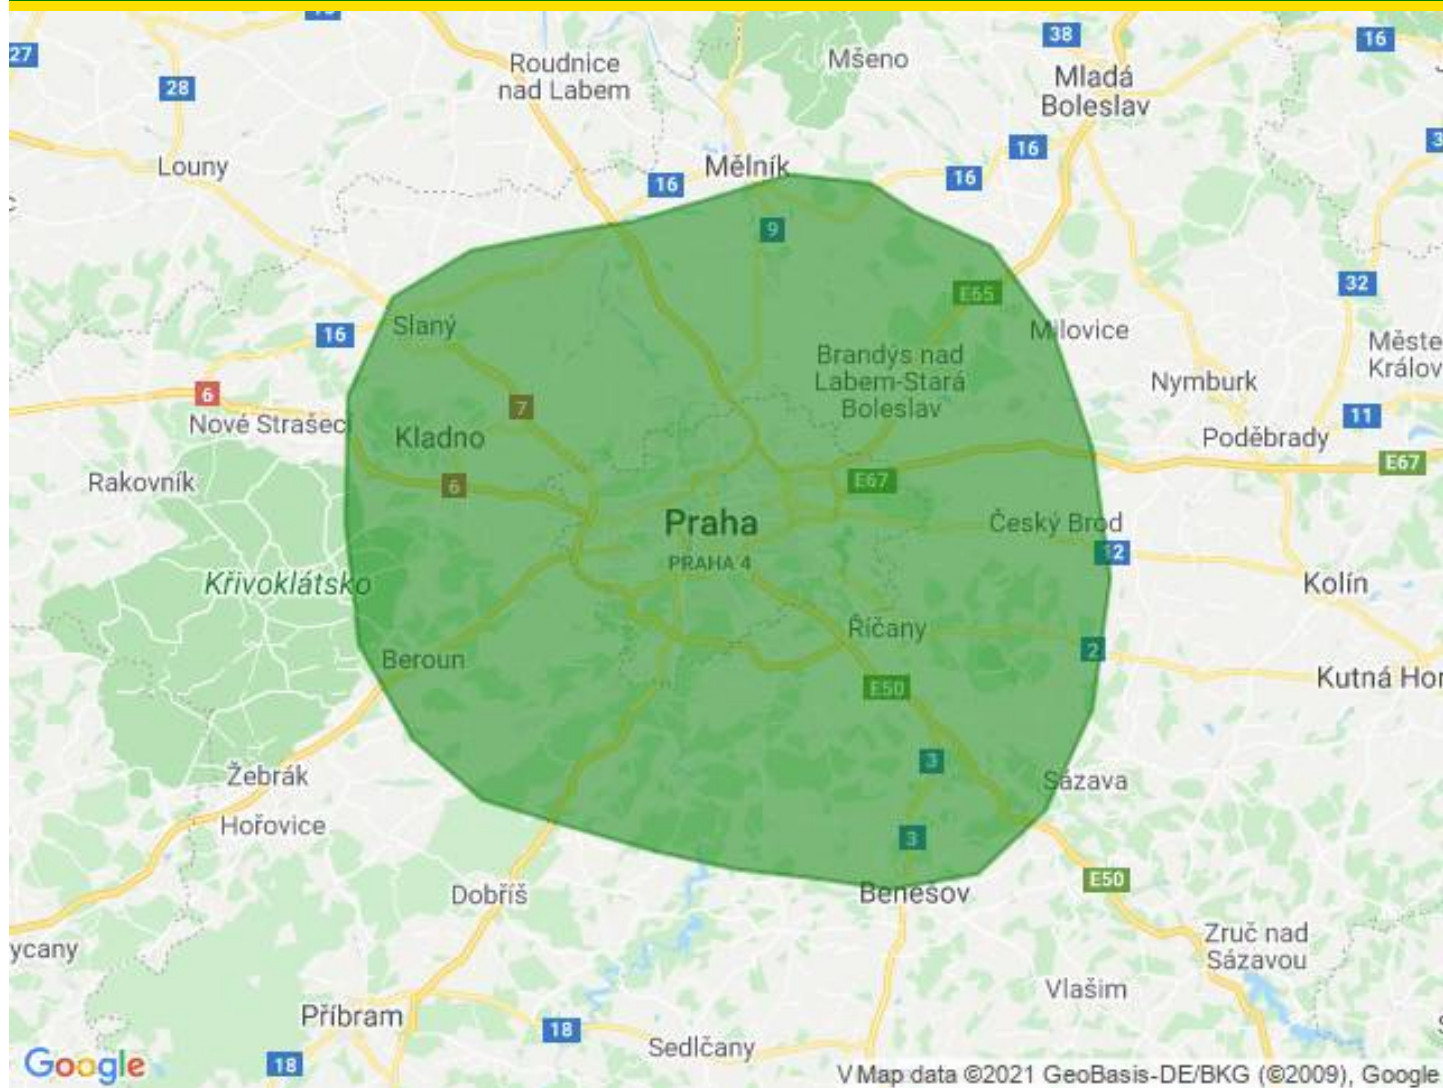 16
38
16
27
Roudnice
nad Labem
Mšeno
Mladá
Boleslav
28
16
3
Louny
Mělník
16
16
9
E65
32
Slaný
16
Milovice
Měste
Králov
Brandýs nad
Labem-Stará
Boleslav
Nymburk
6
7
11
Nové Strašecí
Kladno
Poděbrady
E67
Rakovník
6
E67
Praha
PRAHA 4
Český Brod
12
Křivoklátsko
Kolín
Říčany
Beroun
2
Kutná Hor
E50
Žebrák
3
Sázava
Hořovice
3
Dobříš
Benešov
E50
ycany
Zruč nad
Sázavou
Vlašim
Příbram
18
Sedlčany
Google
18
V Map data ©2021 GeoBasis-DE/BKG (©2009), Google